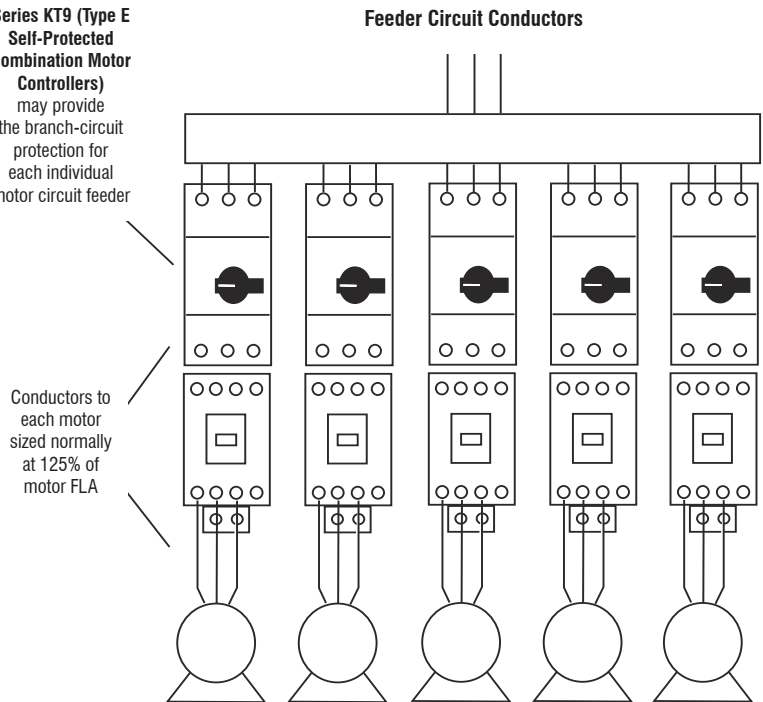 Series KT9 (Type E
Self-Protected
Combination Motor
Controllers)
may provide
the branch-circuit
protection for
each individual
motor circuit feeder
Feeder Circuit Conductors
Conductors to
each motor
sized normally
at 125% of
motor FLA